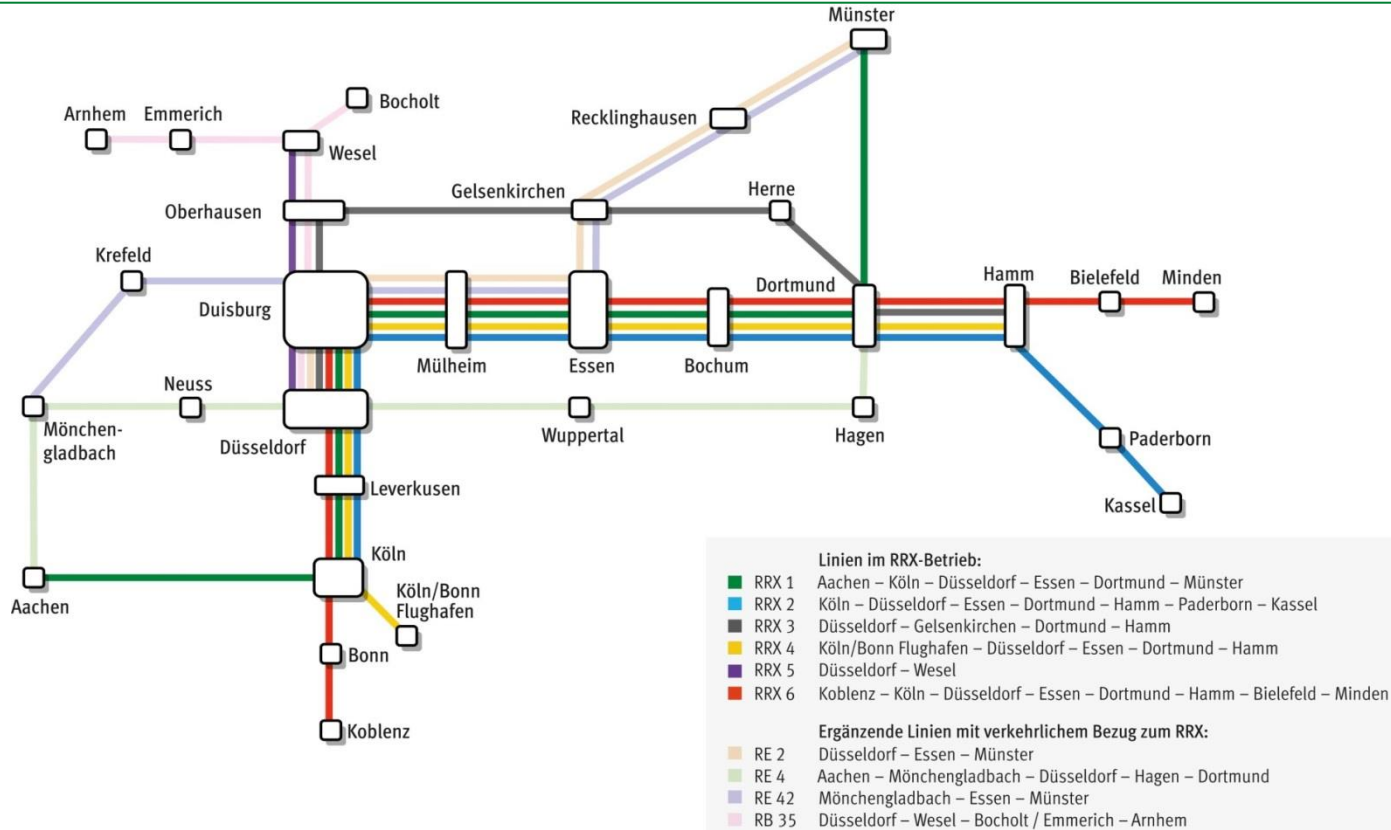 Münster
Bocholt
Arnhem
Emmerich
Recklinghausen
Wesel
Gelsenkirchen
Herne
Oberhausen
Krefeld
Hamm
Bielefeld
Minden
Dortmund
Duisburg
Mülheim
Essen
Bochum
Neuss
Mönchen-
gladbach
Düsseldorf
Wuppertal
Hagen
Paderborn
Leverkusen
Kassel
Köln
Köln/Bonn
Flughafen
Aachen
Bonn
Koblenz
Linien im RRX-Betrieb:
RRX 1 Aachen – Köln – Düsseldorf – Essen – Dortmund – Münster
RRX 2 Köln – Düsseldorf – Essen – Dortmund – Hamm – Paderborn – Kassel
RRX 3 Düsseldorf – Gelsenkirchen – Dortmund – Hamm
RRX 4 Köln/Bonn Flughafen – Düsseldorf – Essen – Dortmund – Hamm
RRX 5 Düsseldorf – Wesel
RRX 6 Koblenz – Köln – Düsseldorf – Essen – Dortmund – Hamm – Bielefeld – Minden
Ergänzende Linien mit verkehrlichem Bezug zum RRX:
RE 2 Düsseldorf – Essen – Münster
RE 4 Aachen – Mönchengladbach – Düsseldorf – Hagen – Dortmund
RE 42 Mönchengladbach – Essen – Münster
RB 35 Düsseldorf – Wesel – Bocholt / Emmerich – Arnhem